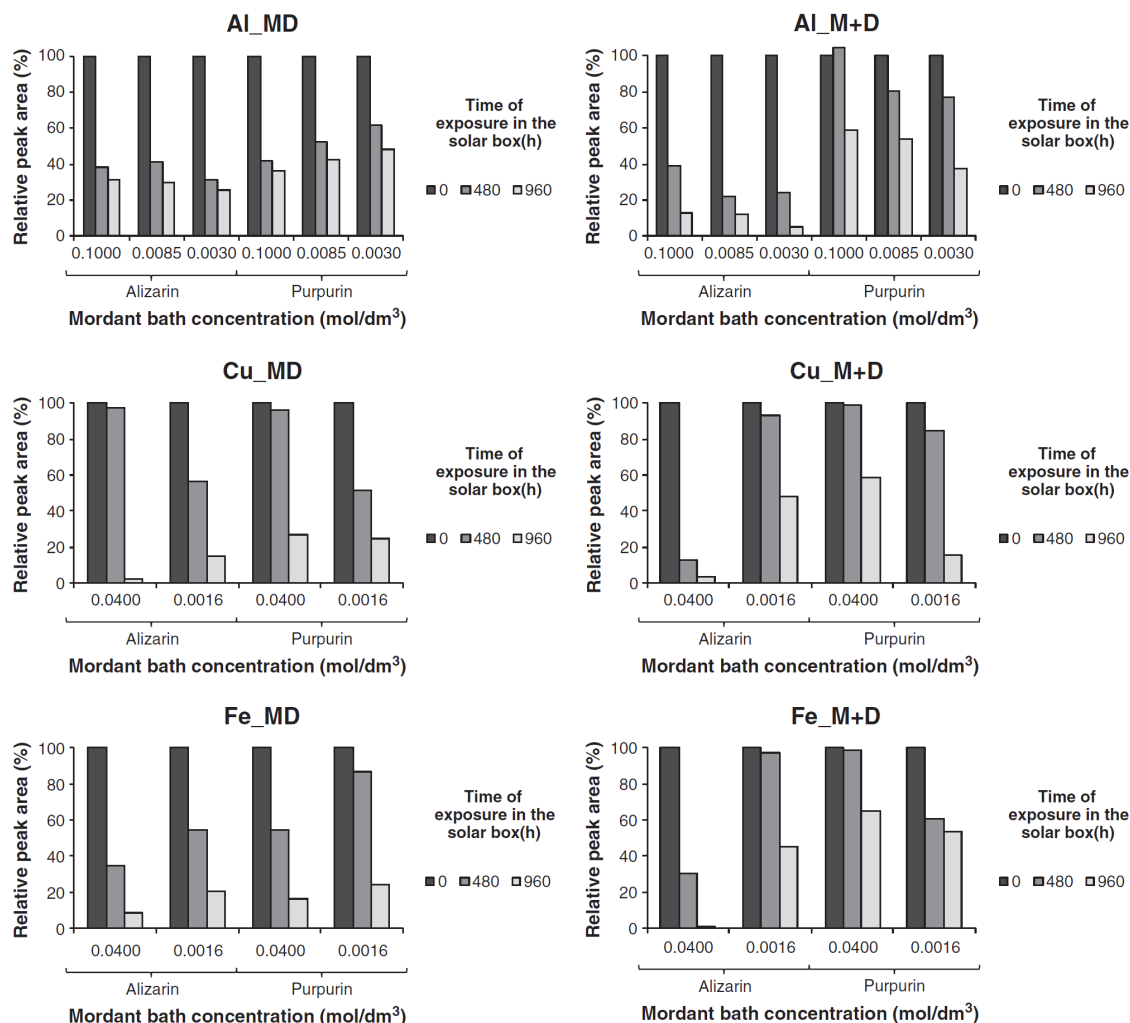 Al_MD
Relative peak area (%)
100
80
60
40
20
0
0.1000 0.0085 0.0030 0.1000 0.0085 0.0030
Alizarin Purpurin
Mordant bath concentration (mol/dm³)
Time of
exposure in the
solar box(h)
0 480 960
Al_M+D
Relative peak area (%)
100
80
60
40
20
0
0.1000 0.0085 0.0030 0.1000 0.0085 0.0030
Alizarin Purpurin
Mordant bath concentration (mol/dm³)
Time of
exposure in the
solar box(h)
0 480 960
Cu_MD
Relative peak area (%)
100
80
60
40
20
0
0.0400 0.0016 0.0400 0.0016
Alizarin Purpurin
Mordant bath concentration (mol/dm³)
Time of
exposure in the
solar box(h)
0 480 960
Cu_M+D
Relative peak area (%)
100
80
60
40
20
0
0.0400 0.0016 0.0400 0.0016
Alizarin Purpurin
Mordant bath concentration (mol/dm³)
Time of
exposure in the
solar box(h)
0 480 960
Fe_MD
Relative peak area (%)
100
80
60
40
20
0
0.0400 0.0016 0.0400 0.0016
Alizarin Purpurin
Mordant bath concentration (mol/dm³)
Time of
exposure in the
solar box(h)
0 480 960
Fe_M+D
Relative peak area (%)
100
80
60
40
20
0
0.0400 0.0016 0.0400 0.0016
Alizarin Purpurin
Mordant bath concentration (mol/dm³)
Time of
exposure in the
solar box(h)
0 480 960